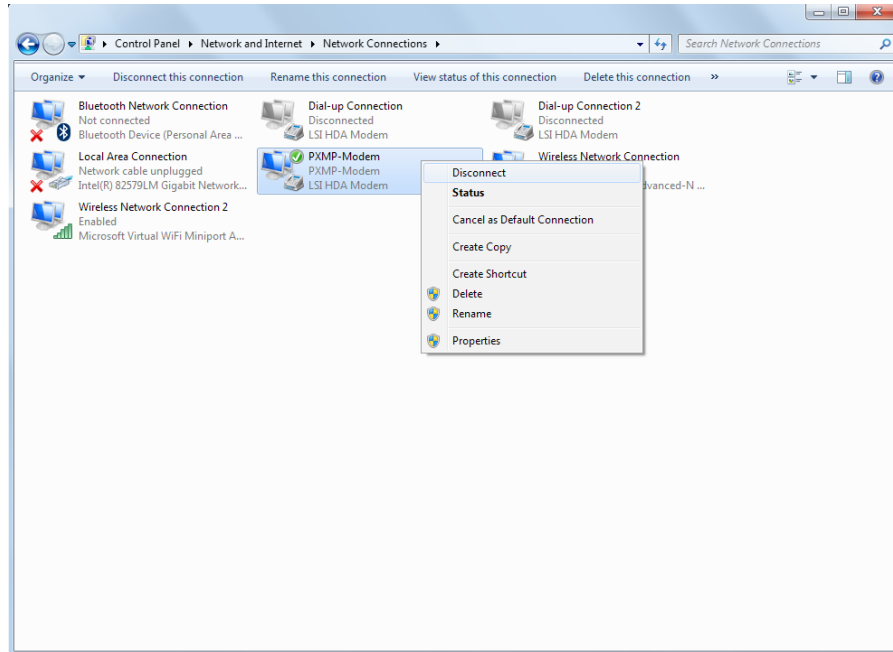 Control Panel Network and Internet Network Connections
Search Network Connections
Organize Disconnect this connection Rename this connection View status of this connection Delete this connection »
Bluetooth Network Connection
Not connected
Bluetooth Device (Personal Area ...
Dial-up Connection
Disconnected
LSI HDA Modem
Dial-up Connection 2
Disconnected
LSI HDA Modem
Local Area Connection
Network cable unplugged
Intel(R) 82579LM Gigabit Network...
PXMP-Modem
PXMP-Modem
LSI HDA Modem
Wireless Network Connection
dvanced-N ...
Wireless Network Connection 2
Enabled
Microsoft Virtual WiFi Miniport A...
Disconnect
Status
Cancel as Default Connection
Create Copy
Create Shortcut
Delete
Rename
Properties